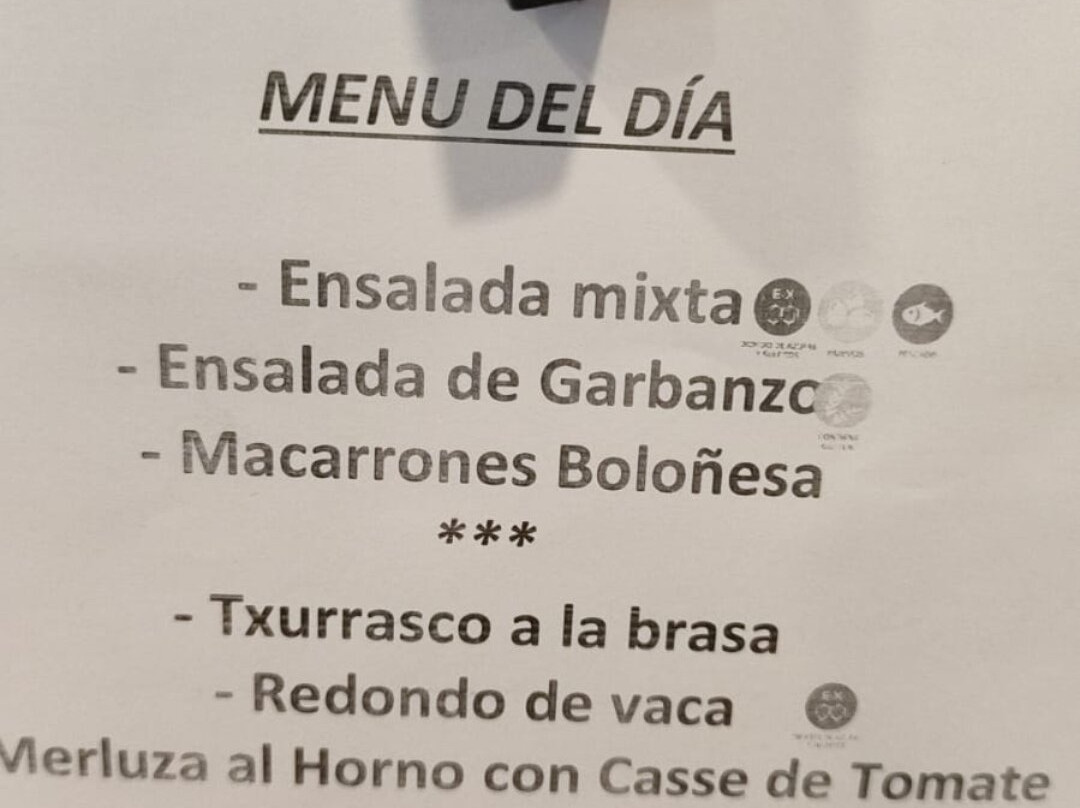 MENU DEL DÍA
- Ensalada mixta
- Ensalada de Garbanzo
- Macarrones Boloñesa
***
- Txurrasco a la brasa
- Redondo de vaca
Merluza al Horno con Casse de Tomate